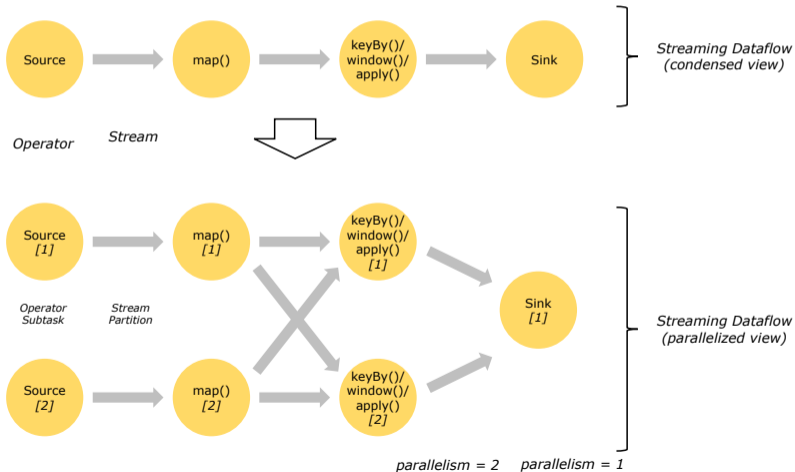 Source
map()
keyBy()/
window()/
apply()
Sink
Streaming Dataflow
(condensed view)
Operator
Stream
Source
[1]
map()
[1]
keyBy()/
window()/
apply()
[1]
Sink
[1]
Operator
Subtask
Stream
Partition
Streaming Dataflow
(parallelized view)
Source
[2]
map()
[2]
keyBy()/
window()/
apply()
[2]
parallelism = 2
parallelism = 1